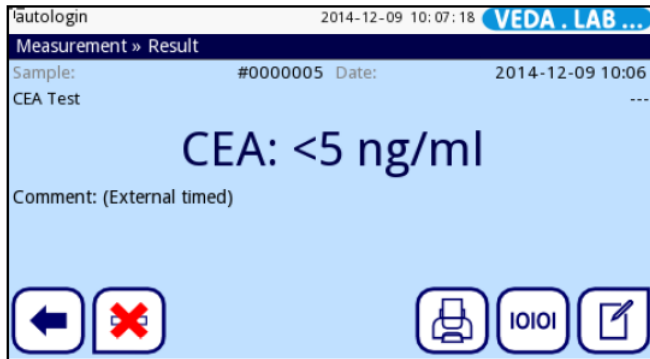 autologin 2014-12-09 10:07:18 VEDA . LAB ...
Measurement » Result
Sample: #0000005 Date: 2014-12-09 10:06
CEA Test ---
CEA: <5 ng/ml
Comment: (External timed)
IOIOI